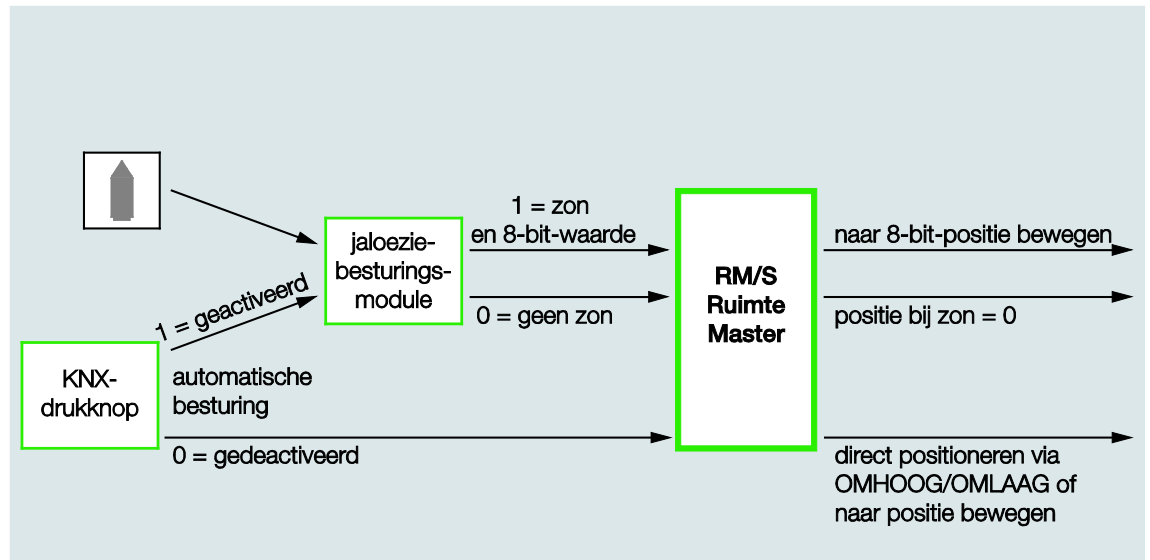 1 = zon
en 8-bit-waarde
jaloezie-
besturings-
module
0 = geen zon
1 = geactiveerd
KNX-
drukknop
automatische
besturing
0 = gedeactiveerd
RM/S
Ruimte
Master
naar 8-bit-positie bewegen
positie bij zon = 0
direct positioneren via
OMHOOG/OMLAAG of
naar positie bewegen